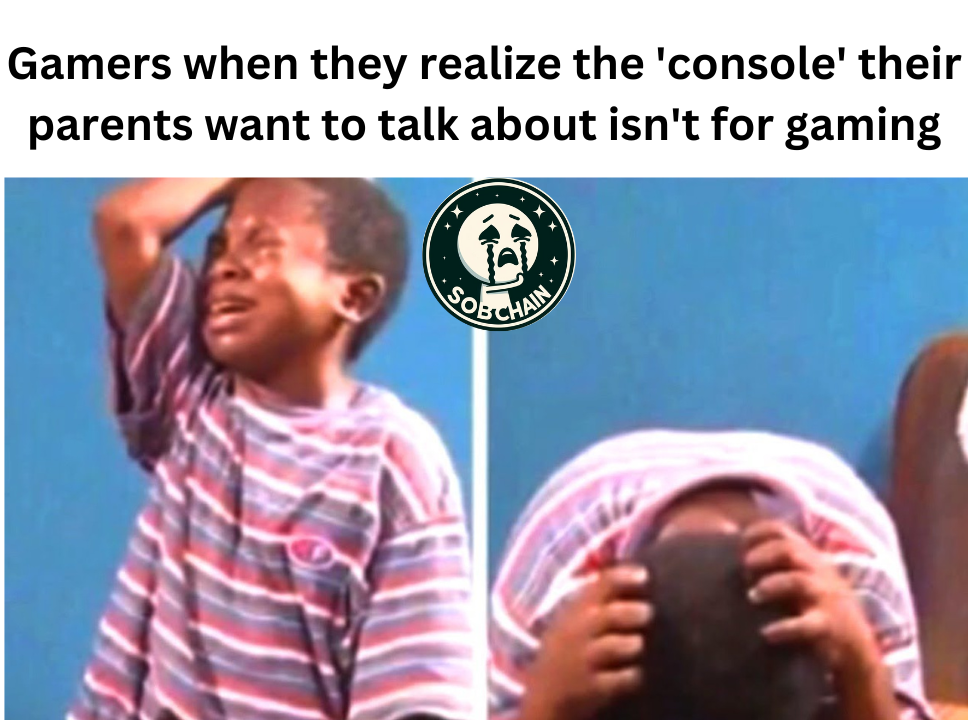 Gamers when they realize the 'console' their
parents want to talk about isn't for gaming
SOBCHAIN